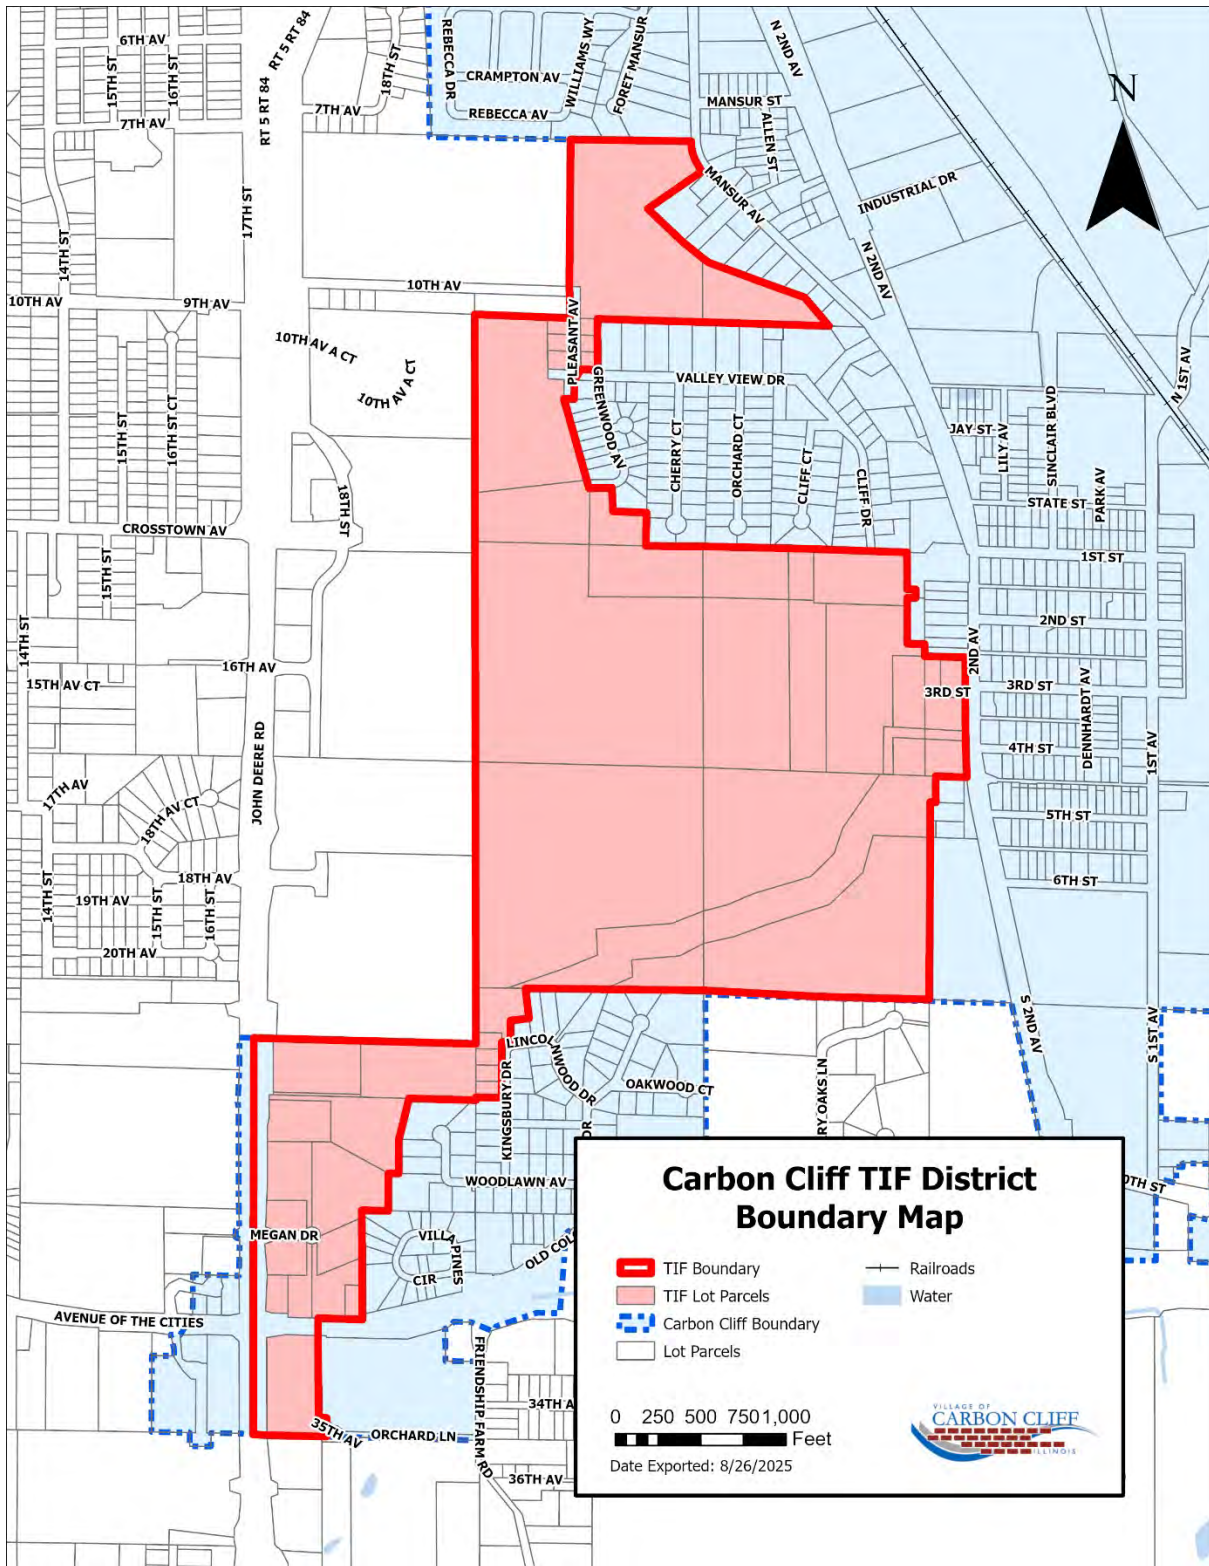 6TH AV
15TH ST
16TH ST
7TH AV
RT 5 RT 84
RT 5 RT 84
18TH ST
7TH AV
REBECCA DR
CRAMPTON AV
REBECCA AV
WILLIAMS WY
FORET MANSUR
N 2ND AV
MANSUR ST
ALLEN ST
MANSUR AV
INDUSTRIAL DR
N 2ND AV
N
17TH ST
14TH ST
10TH AV
9TH AV
10TH AV
10TH AV A CT
10TH AV A CT
PLEASANT AV
GREENWOOD AV
VALLEY VIEW DR
CHERRY CT
ORCHARD CT
CLIFF CT
CLIFF DR
N 1ST AV
JAY ST
LILY AV
SINCLAIR BLVD
PARK AV
STATE ST
1ST ST
2ND ST
2ND AV
3RD ST
3RD ST
DENNHARDT AV
4TH ST
1ST AV
5TH ST
6TH ST
15TH ST
16TH ST CT
CROSSTOWN AV
18TH ST
15TH ST
14TH ST
16TH AV
15TH AV CT
JOHN DEERE RD
17TH AV
18TH AV CT
18TH AV
14TH ST
19TH AV
15TH ST
16TH ST
20TH AV
S 2ND AV
S 1ST AV
LINCOLNWOOD DR
KINGSBURY DR
OAKWOOD CT
DR
RY OAKS LN
WOODLAWN AV
0TH ST
MEGAN DR
VILLA PINES
CIR
OLD COLO
AVENUE OF THE CITIES
FRIENDSHIP FARM RD
34TH A
35TH AV
ORCHARD LN
36TH AV
Carbon Cliff TIF District
Boundary Map
TIF Boundary
TIF Lot Parcels
Carbon Cliff Boundary
Lot Parcels
Railroads
Water
0 250 500 750 1,000
Feet
Date Exported: 8/26/2025
VILLAGE OF
CARBON CLIFF
ILLINOIS